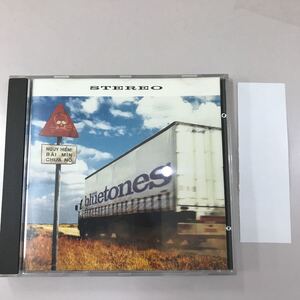 STEREO
NGUY HIỂM
BÃI MÌN
CHƯA NỔ
bluetones